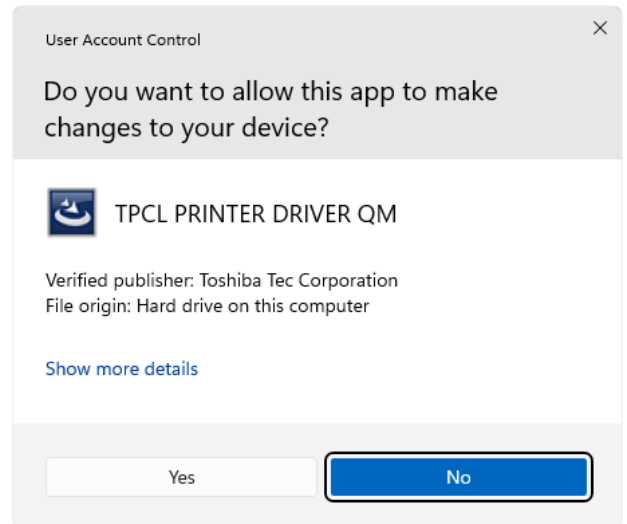 User Account Control
Do you want to allow this app to make
changes to your device?
TPCL PRINTER DRIVER QM
Verified publisher: Toshiba Tec Corporation
File origin: Hard drive on this computer
Show more details
Yes
No